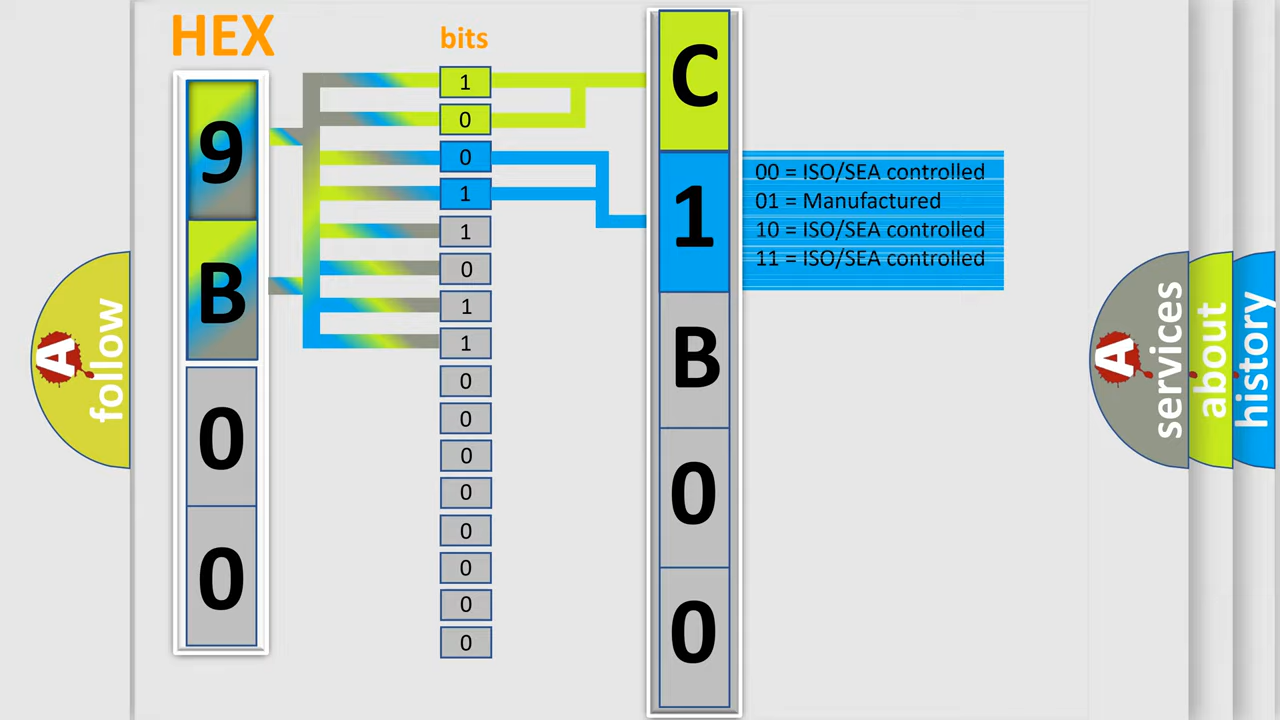 HEX
bits
9
B
0
0
1
0
0
1
1
0
1
1
0
0
0
0
0
0
0
0
C
1
B
0
0
00 = ISO/SEA controlled
01 = Manufactured
10 = ISO/SEA controlled
11 = ISO/SEA controlled
A
follow
A
services
about
history